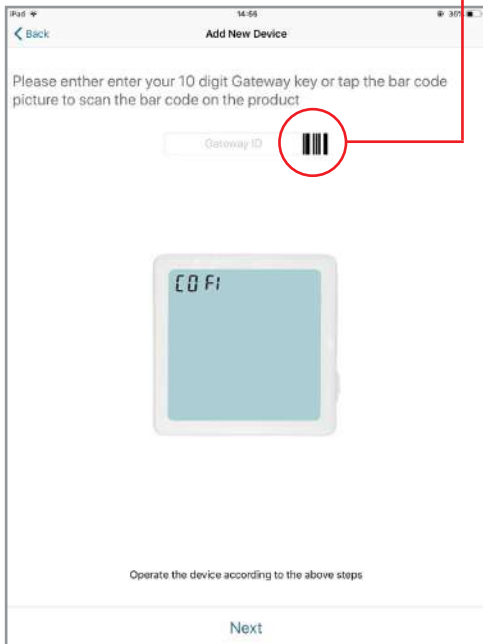 iPad
14:56
36%
Back
Add New Device
Please enther enter your 10 digit Gateway key or tap the bar code
picture to scan the bar code on the product
Gateway ID
COFI
Operate the device according to the above steps
Next